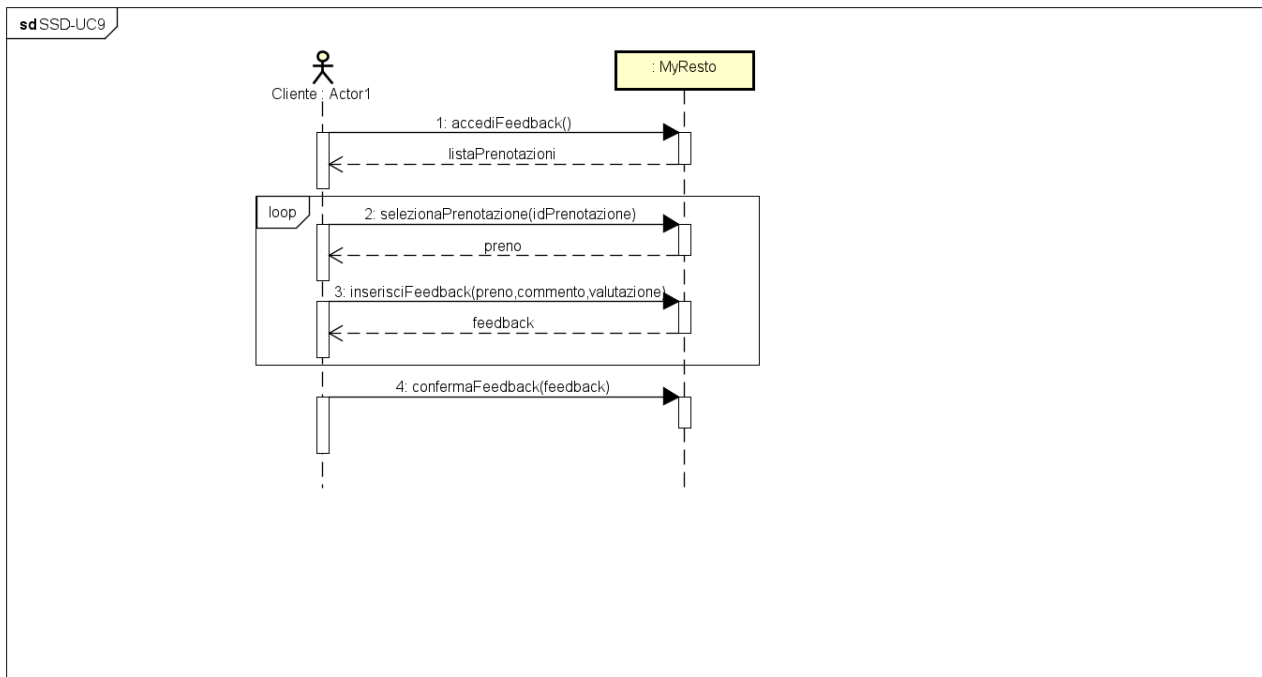 sd SSD-UC9
: MyResto
Cliente : Actor1
1: accediFeedback()
listaPrenotazioni
loop
2: selezionaPrenotazione(idPrenotazione)
preno
3: inserisciFeedback(preno,commento,valutazione)
feedback
4: confermaFeedback(feedback)